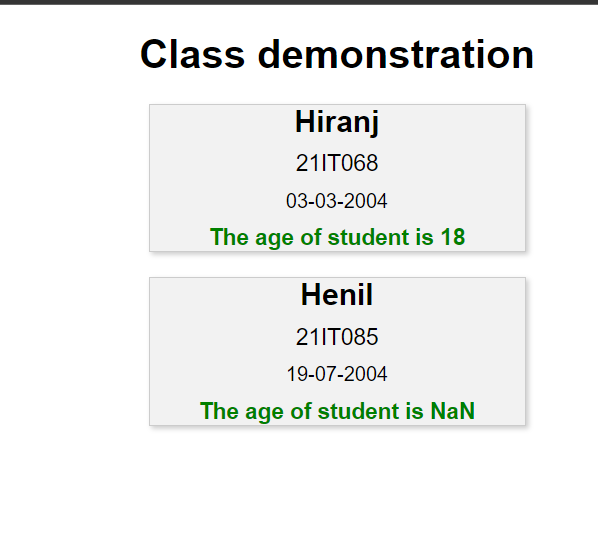 Class demonstration
Hiranj
21IT068
03-03-2004
The age of student is 18
Henil
21IT085
19-07-2004
The age of student is NaN